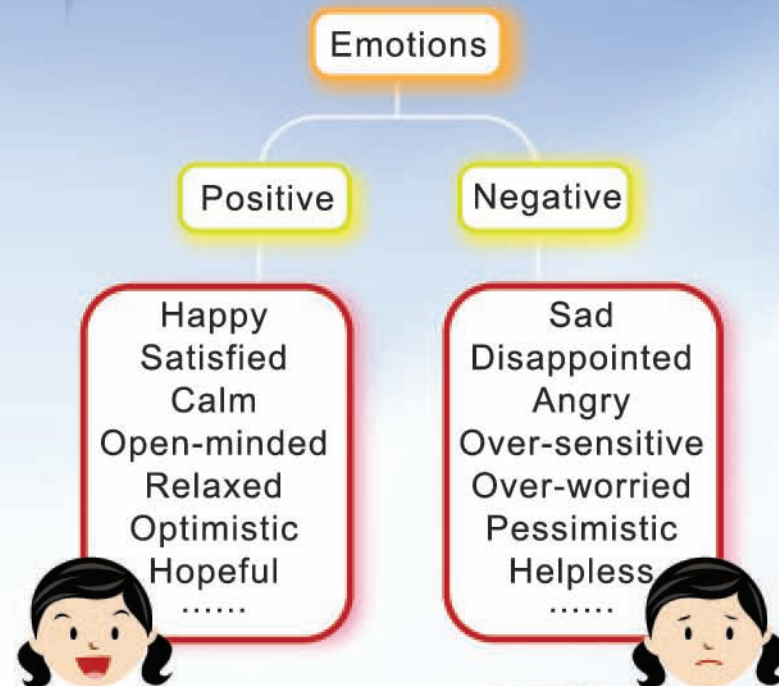 Emotions
Positive
Negative
Happy
Satisfied
Calm
Open-minded
Relaxed
Optimistic
Hopeful
......
Sad
Disappointed
Angry
Over-sensitive
Over-worried
Pessimistic
Helpless
......